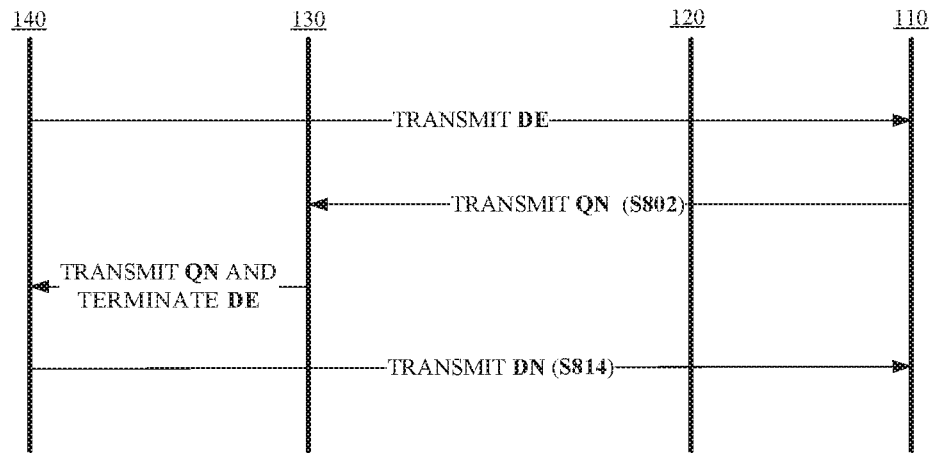 140 130 120 110
TRANSMIT DE
TRANSMIT QN (S802)
TRANSMIT QN AND
TERMINATE DE
TRANSMIT DN (S814)